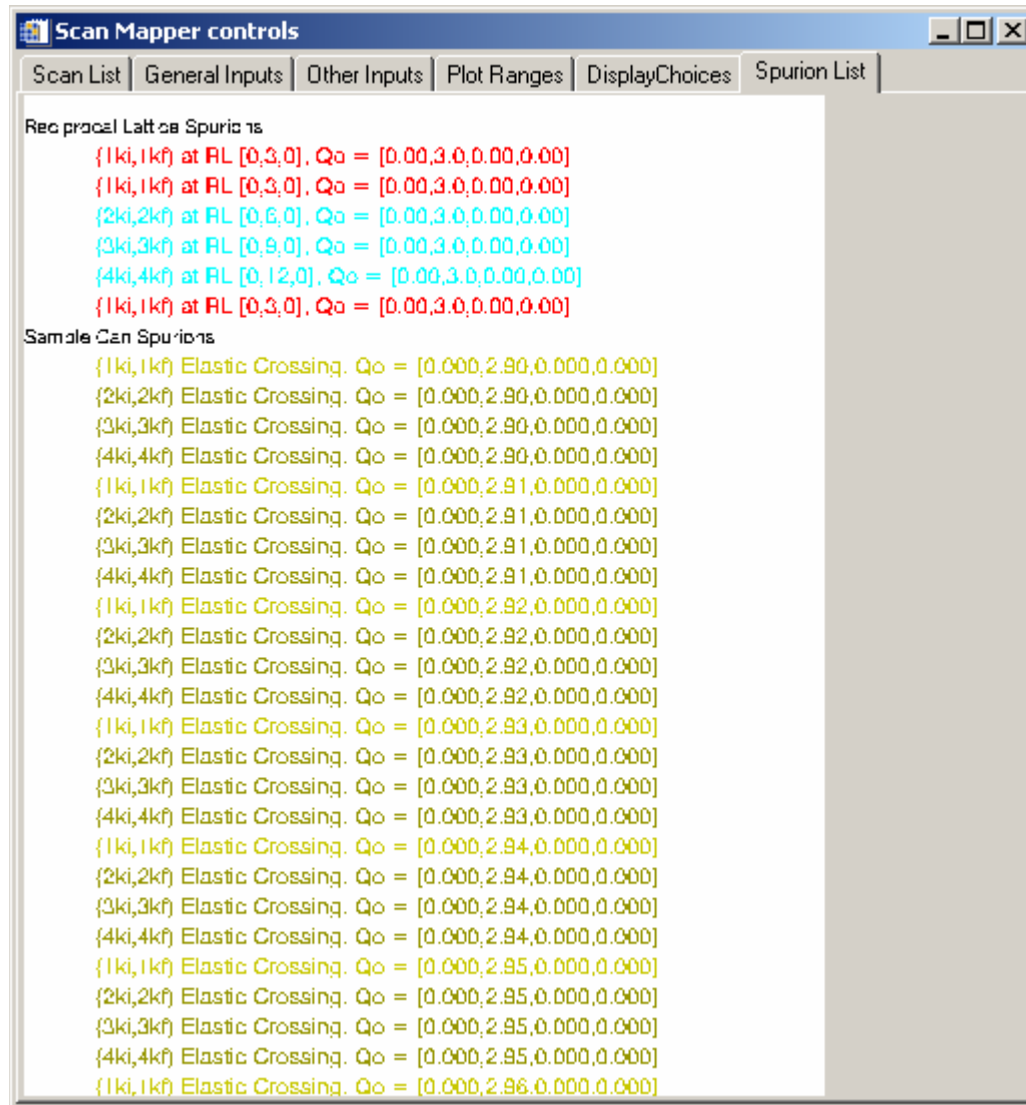 Scan Mapper controls
Scan List General Inputs Other Inputs Plot Ranges DisplayChoices Spurion List
Reciprocal Lattice Spurions
{1ki,1kf} at RL [0,3,0], Qo = [0.00,3.0,0.00,0.00]
{1ki,1kf} at RL [0,3,0], Qo = [0.00,3.0,0.00,0.00]
{2ki,2kf} at RL [0,6,0], Qo = [0.00,3.0,0.00,0.00]
{3ki,3kf} at RL [0,9,0], Qo = [0.00,3.0,0.00,0.00]
{4ki,4kf} at RL [0,12,0], Qo = [0.00,3.0,0.00,0.00]
{1ki,1kf} at RL [0,3,0], Qo = [0.00,3.0,0.00,0.00]
Sample Can Spurions
{1ki,1kf} Elastic Crossing. Qo = [0.000,2.90,0.000,0.000]
{2ki,2kf} Elastic Crossing. Qo = [0.000,2.90,0.000,0.000]
{3ki,3kf} Elastic Crossing. Qo = [0.000,2.90,0.000,0.000]
{4ki,4kf} Elastic Crossing. Qo = [0.000,2.90,0.000,0.000]
{1ki,1kf} Elastic Crossing. Qo = [0.000,2.91,0.000,0.000]
{2ki,2kf} Elastic Crossing. Qo = [0.000,2.91,0.000,0.000]
{3ki,3kf} Elastic Crossing. Qo = [0.000,2.91,0.000,0.000]
{4ki,4kf} Elastic Crossing. Qo = [0.000,2.91,0.000,0.000]
{1ki,1kf} Elastic Crossing. Qo = [0.000,2.92,0.000,0.000]
{2ki,2kf} Elastic Crossing. Qo = [0.000,2.92,0.000,0.000]
{3ki,3kf} Elastic Crossing. Qo = [0.000,2.92,0.000,0.000]
{4ki,4kf} Elastic Crossing. Qo = [0.000,2.92,0.000,0.000]
{1ki,1kf} Elastic Crossing. Qo = [0.000,2.93,0.000,0.000]
{2ki,2kf} Elastic Crossing. Qo = [0.000,2.93,0.000,0.000]
{3ki,3kf} Elastic Crossing. Qo = [0.000,2.93,0.000,0.000]
{4ki,4kf} Elastic Crossing. Qo = [0.000,2.93,0.000,0.000]
{1ki,1kf} Elastic Crossing. Qo = [0.000,2.94,0.000,0.000]
{2ki,2kf} Elastic Crossing. Qo = [0.000,2.94,0.000,0.000]
{3ki,3kf} Elastic Crossing. Qo = [0.000,2.94,0.000,0.000]
{4ki,4kf} Elastic Crossing. Qo = [0.000,2.94,0.000,0.000]
{1ki,1kf} Elastic Crossing. Qo = [0.000,2.95,0.000,0.000]
{2ki,2kf} Elastic Crossing. Qo = [0.000,2.95,0.000,0.000]
{3ki,3kf} Elastic Crossing. Qo = [0.000,2.95,0.000,0.000]
{4ki,4kf} Elastic Crossing. Qo = [0.000,2.95,0.000,0.000]
{1ki,1kf} Elastic Crossing. Qo = [0.000,2.96,0.000,0.000]